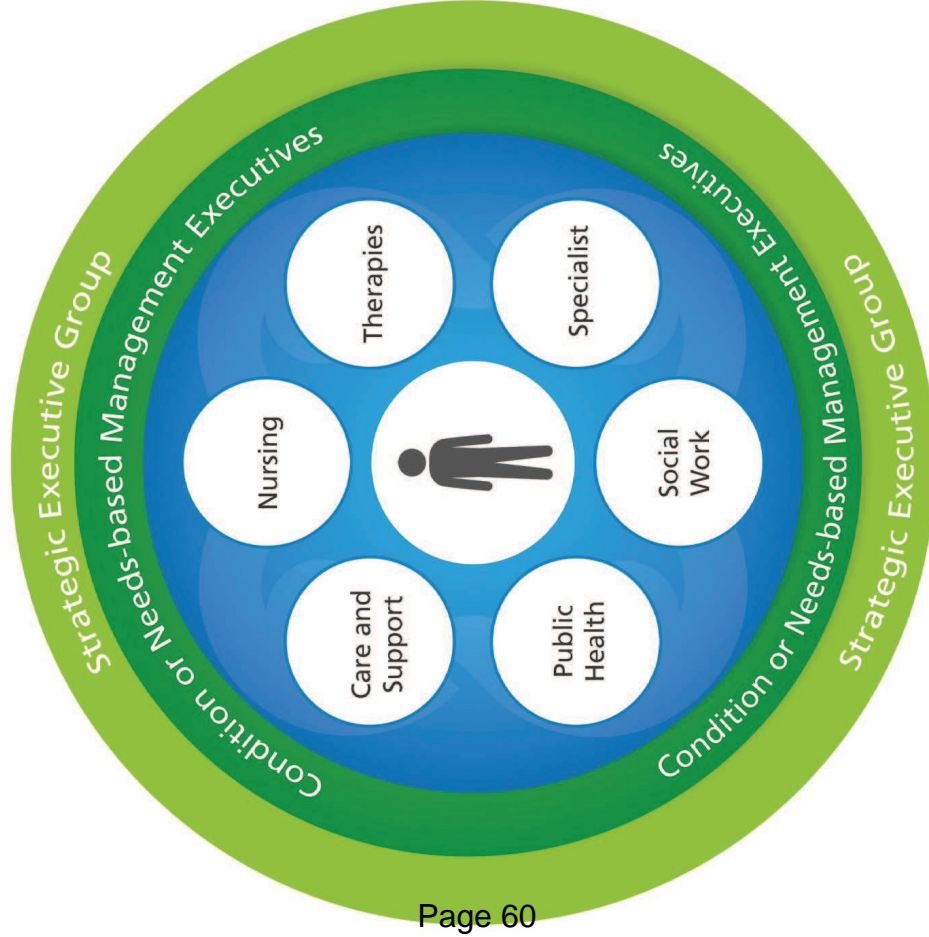 Strategic Executive Group
Condition or Needs-based Management Executives
Nursing
Therapies
Care and
Support
Specialist
Public
Health
Social
Work
Condition or Needs-based Management Executives
Strategic Executive Group
Page 60